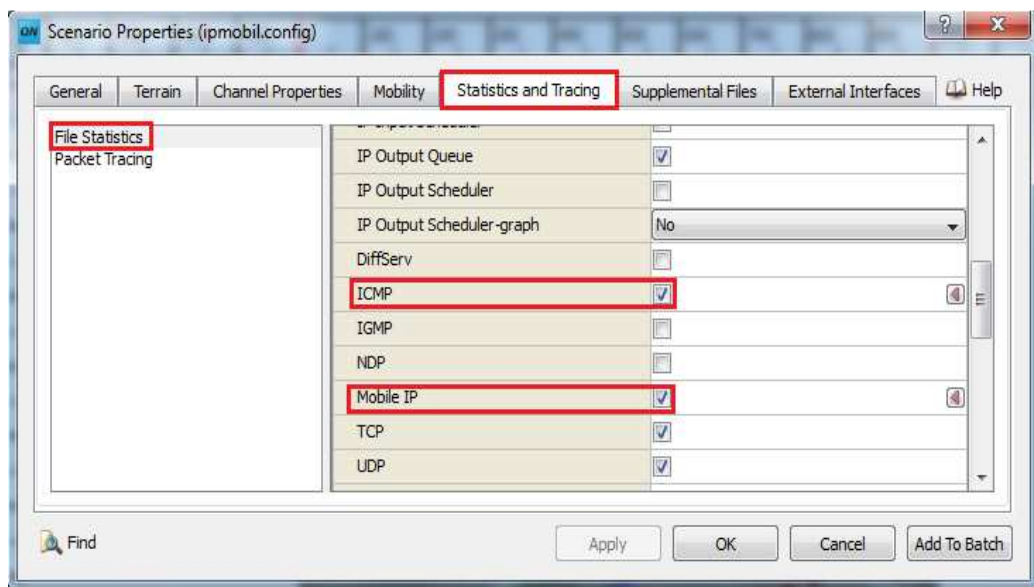 QN Scenario Properties (ipmobil.config)
General Terrain Channel Properties Mobility Statistics and Tracing Supplemental Files External Interfaces Help
File Statistics
Packet Tracing
IP Output Queue
IP Output Scheduler
IP Output Scheduler-graph No
DiffServ
ICMP
IGMP
NDP
Mobile IP
TCP
UDP
Find Apply OK Cancel Add To Batch